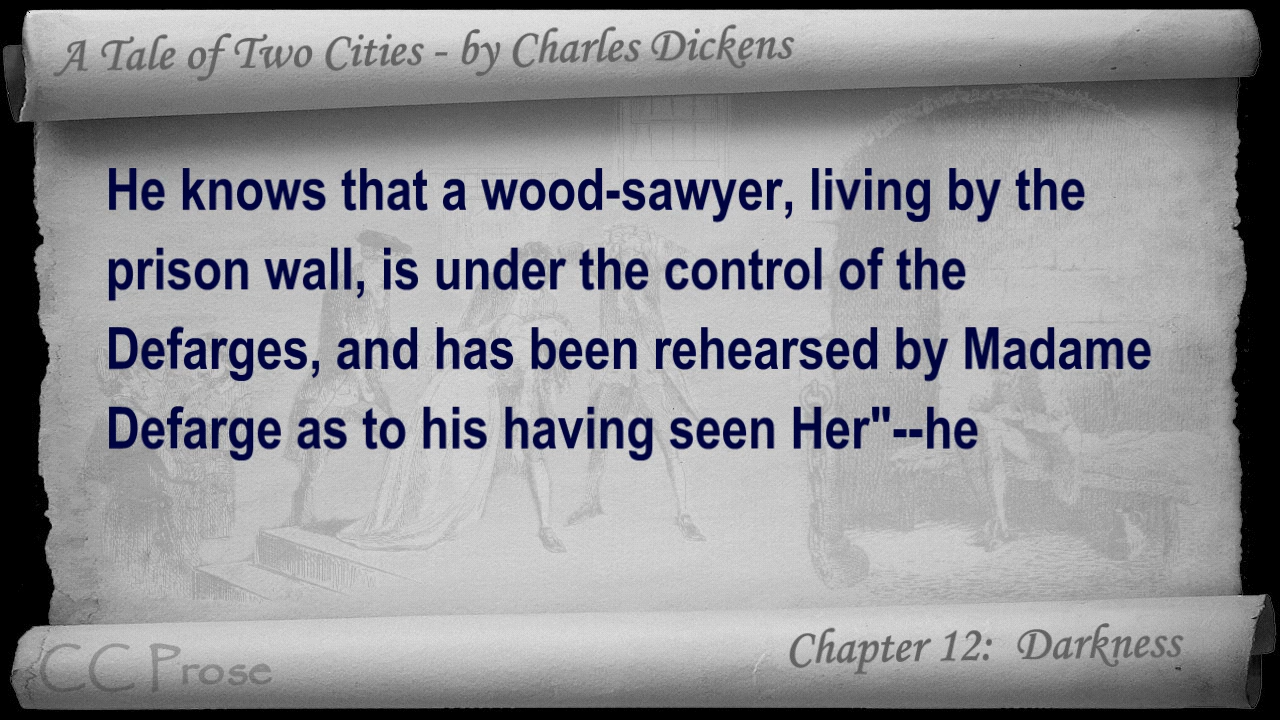 A Tale of Two Cities - by Charles Dickens
He knows that a wood-sawyer, living by the
prison wall, is under the control of the
Defarges, and has been rehearsed by Madame
Defarge as to his having seen Her"--he
Chapter 12: Darkness
CC Prose